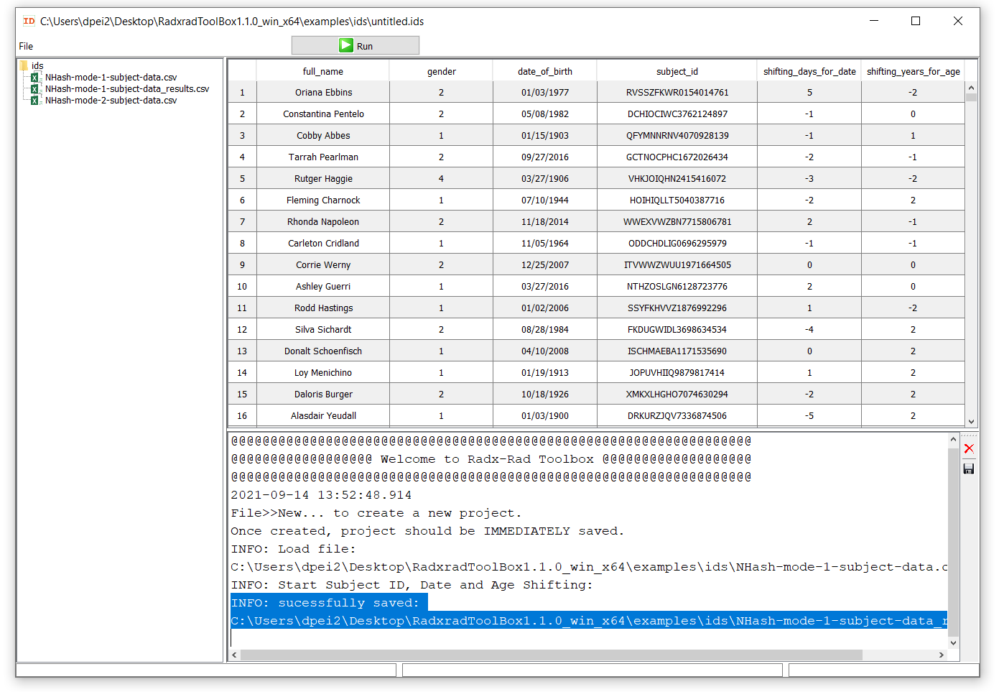 ID C:\Users\dpei2\Desktop\RadxradToolBox1.1.0_win_x64\examples\ids\untitled.ids
File Run
ids
NHash-mode-1-subject-data.csv
NHash-mode-1-subject-data_results.csv
NHash-mode-2-subject-data.csv
full_name gender date_of_birth subject_id shifting_days_for_date shifting_years_for_age
1 Oriana Ebbins 2 01/03/1977 RVSSZFKWR0154014761 5 -2
2 Constantina Pentelo 2 05/08/1982 DCHIOCIWC3762124897 -1 0
3 Cobby Abbes 1 01/15/1903 QFYMNNRNV4070928139 -1 1
4 Tarrah Pearlman 2 09/27/2016 GCTNOCPHC1672026434 -2 -1
5 Rutger Haggie 4 03/27/1906 VHKJOIQHN2415416072 -3 -2
6 Fleming Charnock 1 07/10/1944 HOIHIQLLT5040387716 -2 2
7 Rhonda Napoleon 2 11/18/2014 WWEXVWZBN7715806781 2 -1
8 Carleton Cridland 1 11/05/1964 ODDCHDLIG0696295979 -1 -1
9 Corrie Werny 2 12/25/2007 ITVWWZWUU1971664505 0 0
10 Ashley Guerri 1 03/27/2016 NTHZOSLGN6128723776 2 0
11 Rodd Hastings 1 01/02/2006 SSYFKHVVZ1876992296 1 -2
12 Silva Sichardt 2 08/28/1984 FKDUGWIDL3698634534 -4 2
13 Donalt Schoenfisch 1 04/10/2008 ISCHMAEBA1171535690 0 2
14 Loy Menichino 1 01/19/1913 JOPUVHIIQ9879817414 1 2
15 Daloris Burger 2 10/18/1926 XMKXLHGHO7074630294 -2 2
16 Alasdair Yeudall 1 01/03/1900 DRKURZJQV7336874506 -5 2
@@@@@@@@@@@@@@@@@@@@@@@@@@@@@@@@@@@@@@@@@@@@@@@@@@@@@@@@@@@@@@@@@@
@@@@@@@@@@@@@@@@@@ Welcome to Radx-Rad Toolbox @@@@@@@@@@@@@@@@@@@
@@@@@@@@@@@@@@@@@@@@@@@@@@@@@@@@@@@@@@@@@@@@@@@@@@@@@@@@@@@@@@@@@@
2021-09-14 13:52:48.914
File>>New... to create a new project.
Once created, project should be IMMEDIATELY saved.
INFO: Load file:
C:\Users\dpei2\Desktop\RadxradToolBox1.1.0_win_x64\examples\ids\NHash-mode-1-subject-data.c
INFO: Start Subject ID, Date and Age Shifting:
INFO: sucessfully saved:
C:\Users\dpei2\Desktop\RadxradToolBox1.1.0_win_x64\examples\ids\NHash-mode-1-subject-data_r